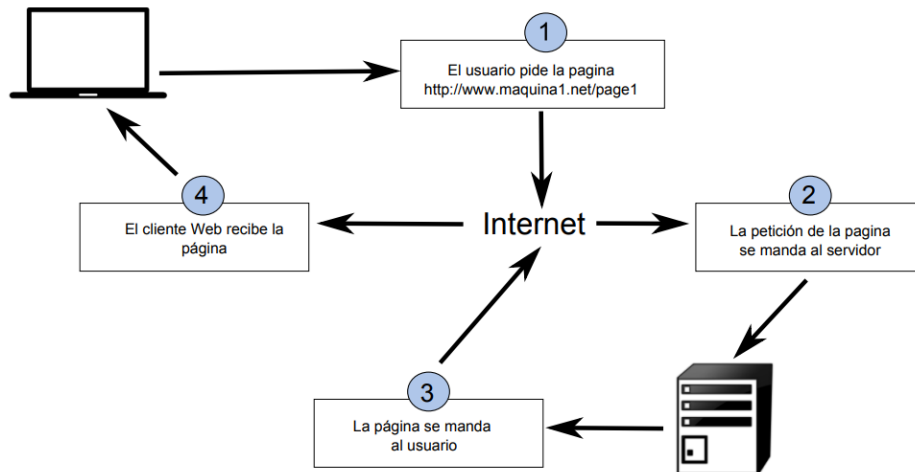 1
El usuario pide la pagina
http://www.maquina1.net/page1
4
El cliente Web recibe la
página
Internet
2
La petición de la pagina
se manda al servidor
3
La página se manda
al usuario